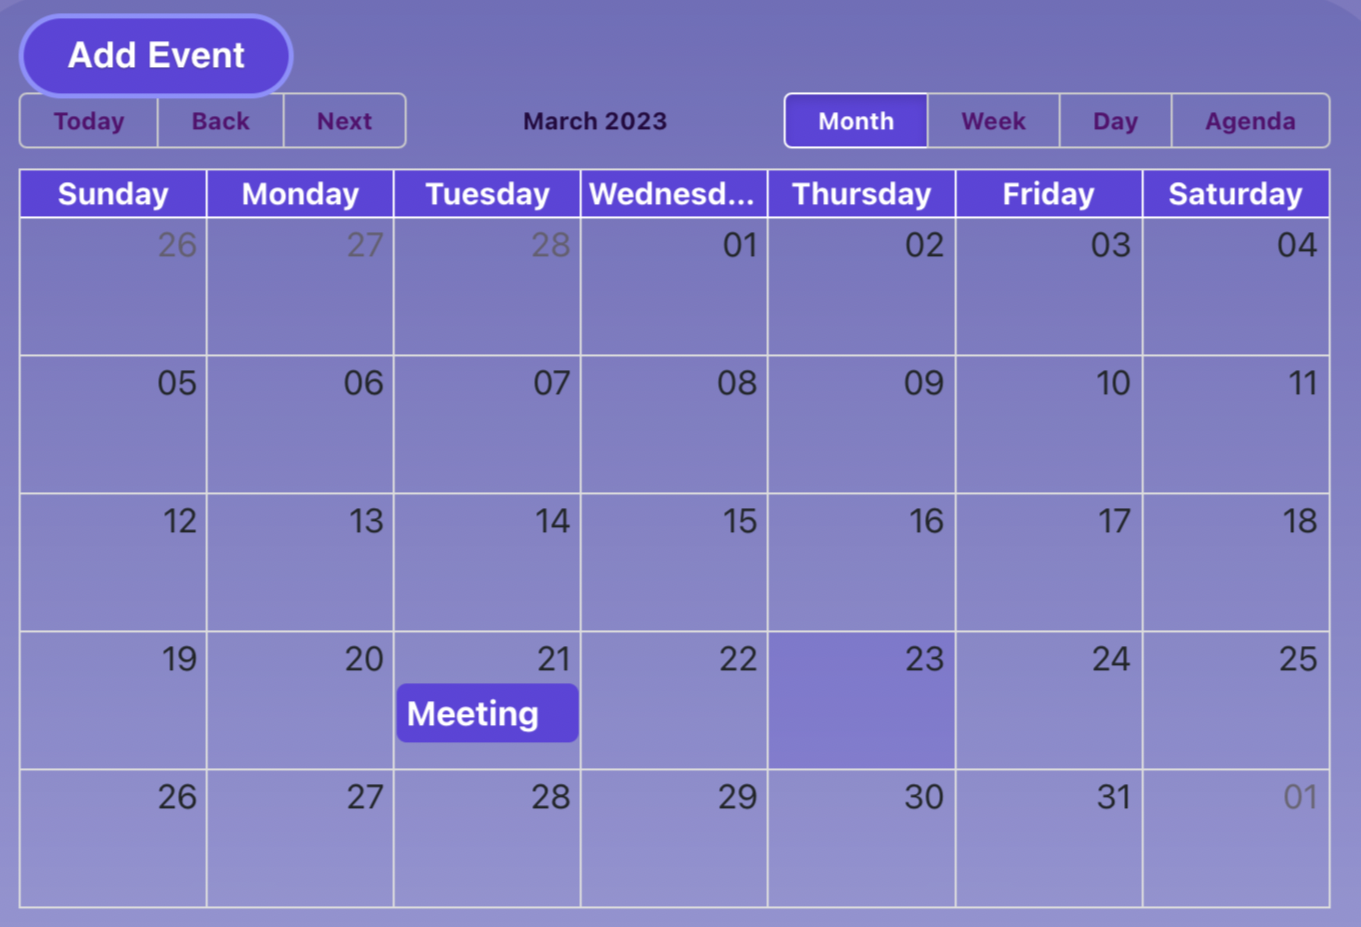 Add Event
Today Back Next March 2023 Month Week Day Agenda
Sunday Monday Tuesday Wednesd... Thursday Friday Saturday
26 27 28 01 02 03 04
05 06 07 08 09 10 11
12 13 14 15 16 17 18
19 20 21 22 23 24 25
Meeting
26 27 28 29 30 31 01